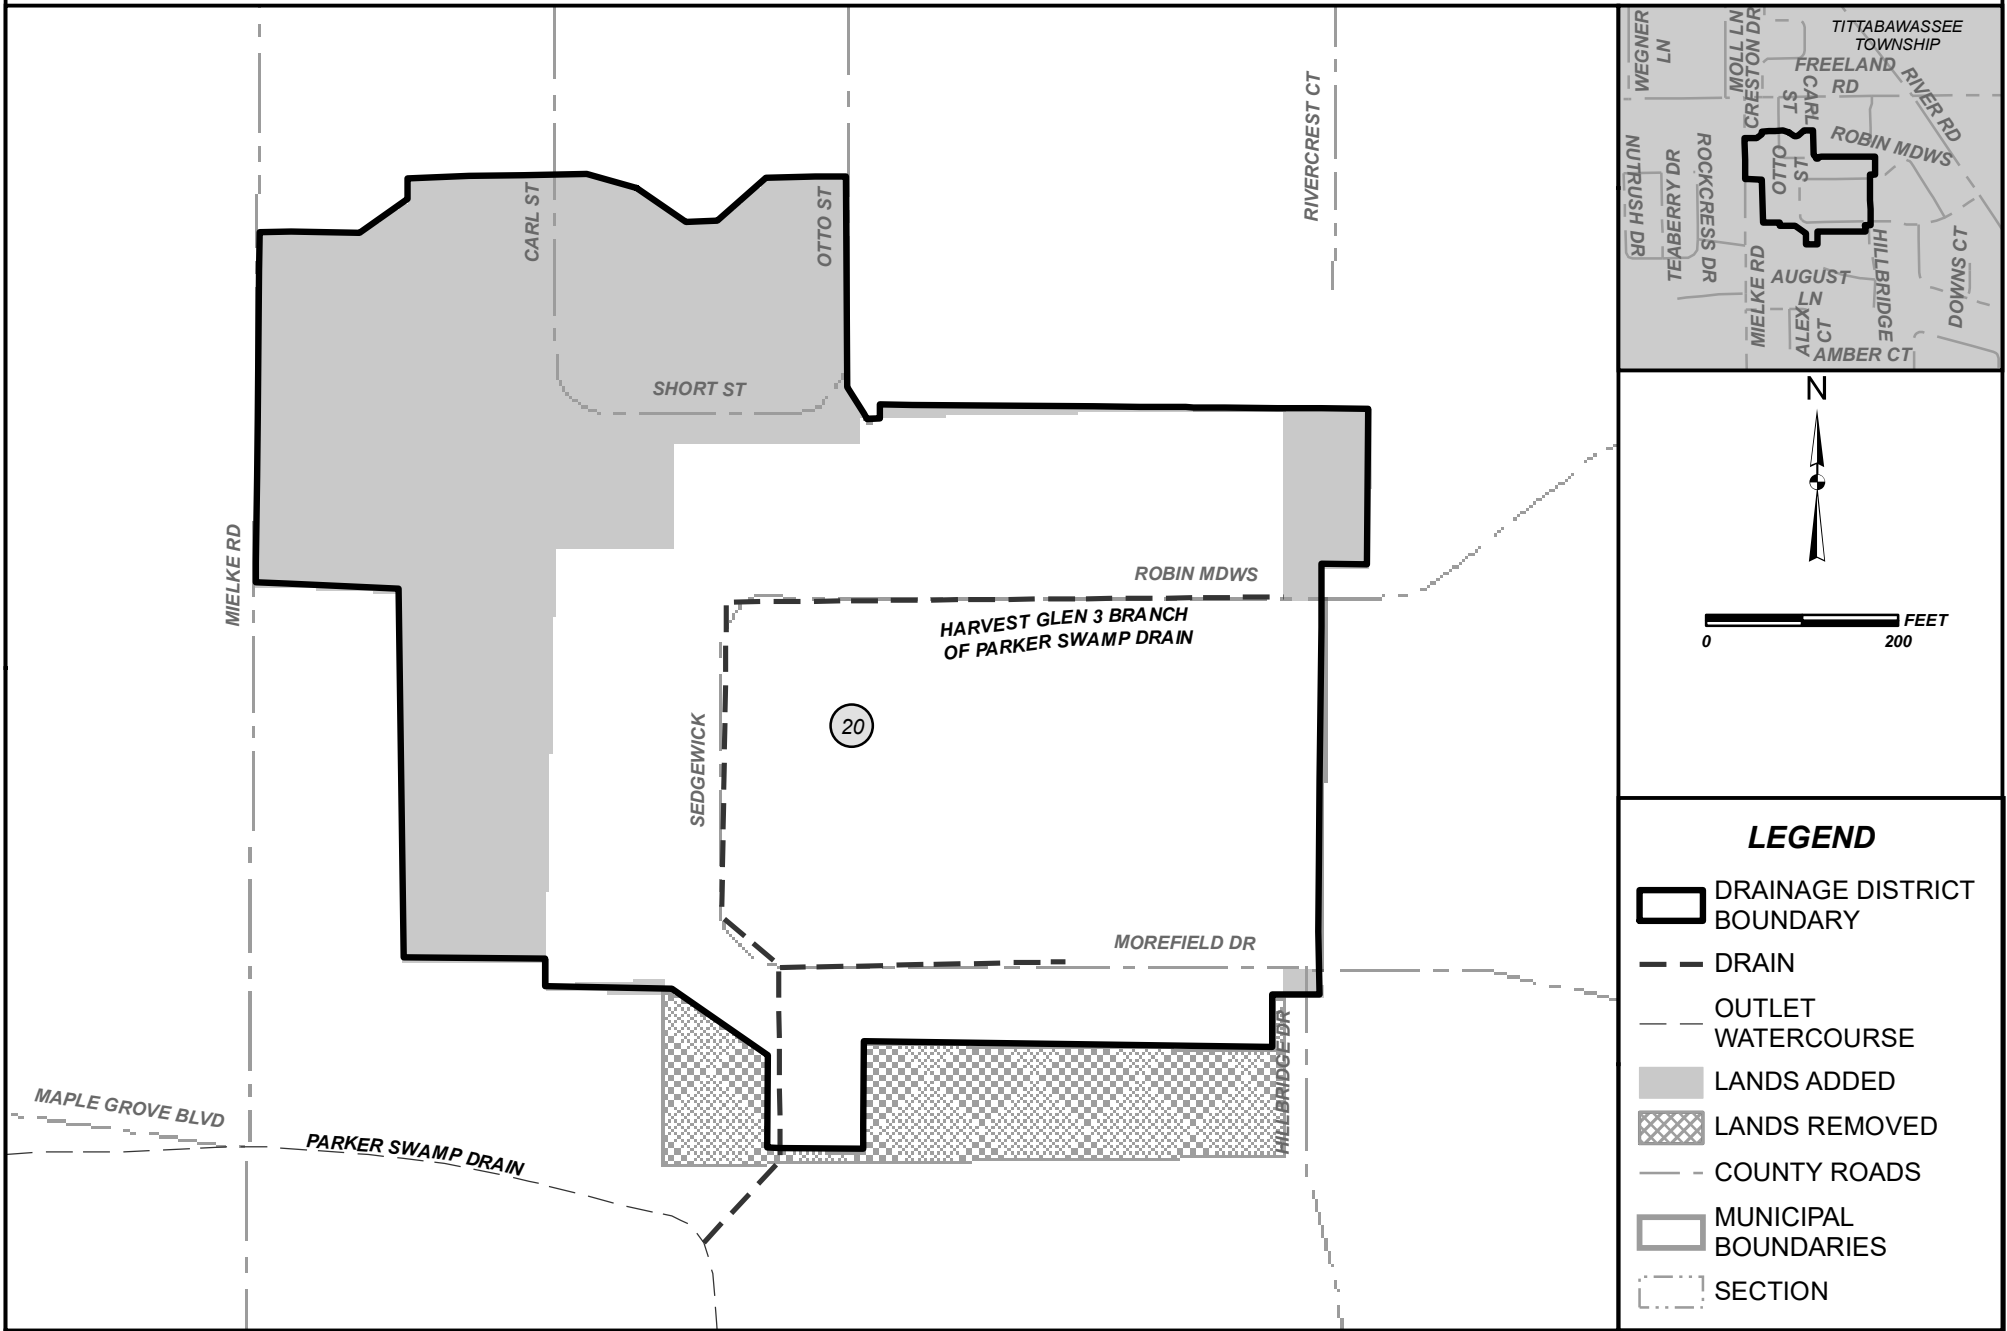 CARL ST
OTTO ST
RIVERCREST CT
SHORT ST
MIELKE RD
ROBIN MDWS
HARVEST GLEN 3 BRANCH
OF PARKER SWAMP DRAIN
20
SEDGEWICK
MOREFIELD DR
HILLBRIDGE DR
MAPLE GROVE BLVD
PARKER SWAMP DRAIN
TITTABAWASSEE
TOWNSHIP
WEGNER
LN
MOLL LN
CRESTON DR
FREELAND
RD
CARL
ST
RIVER RD
ROBIN MDWS
NUTRUSH DR
TEABERRY DR
ROCKCRESS DR
OTTO
ST
MIELKE RD
AUGUST
LN
ALEX
CT
HILLBRIDGE
DOWNS CT
AMBER CT
N
FEET
0 200
LEGEND
DRAINAGE DISTRICT
BOUNDARY
DRAIN
OUTLET
WATERCOURSE
LANDS ADDED
LANDS REMOVED
COUNTY ROADS
MUNICIPAL
BOUNDARIES
SECTION